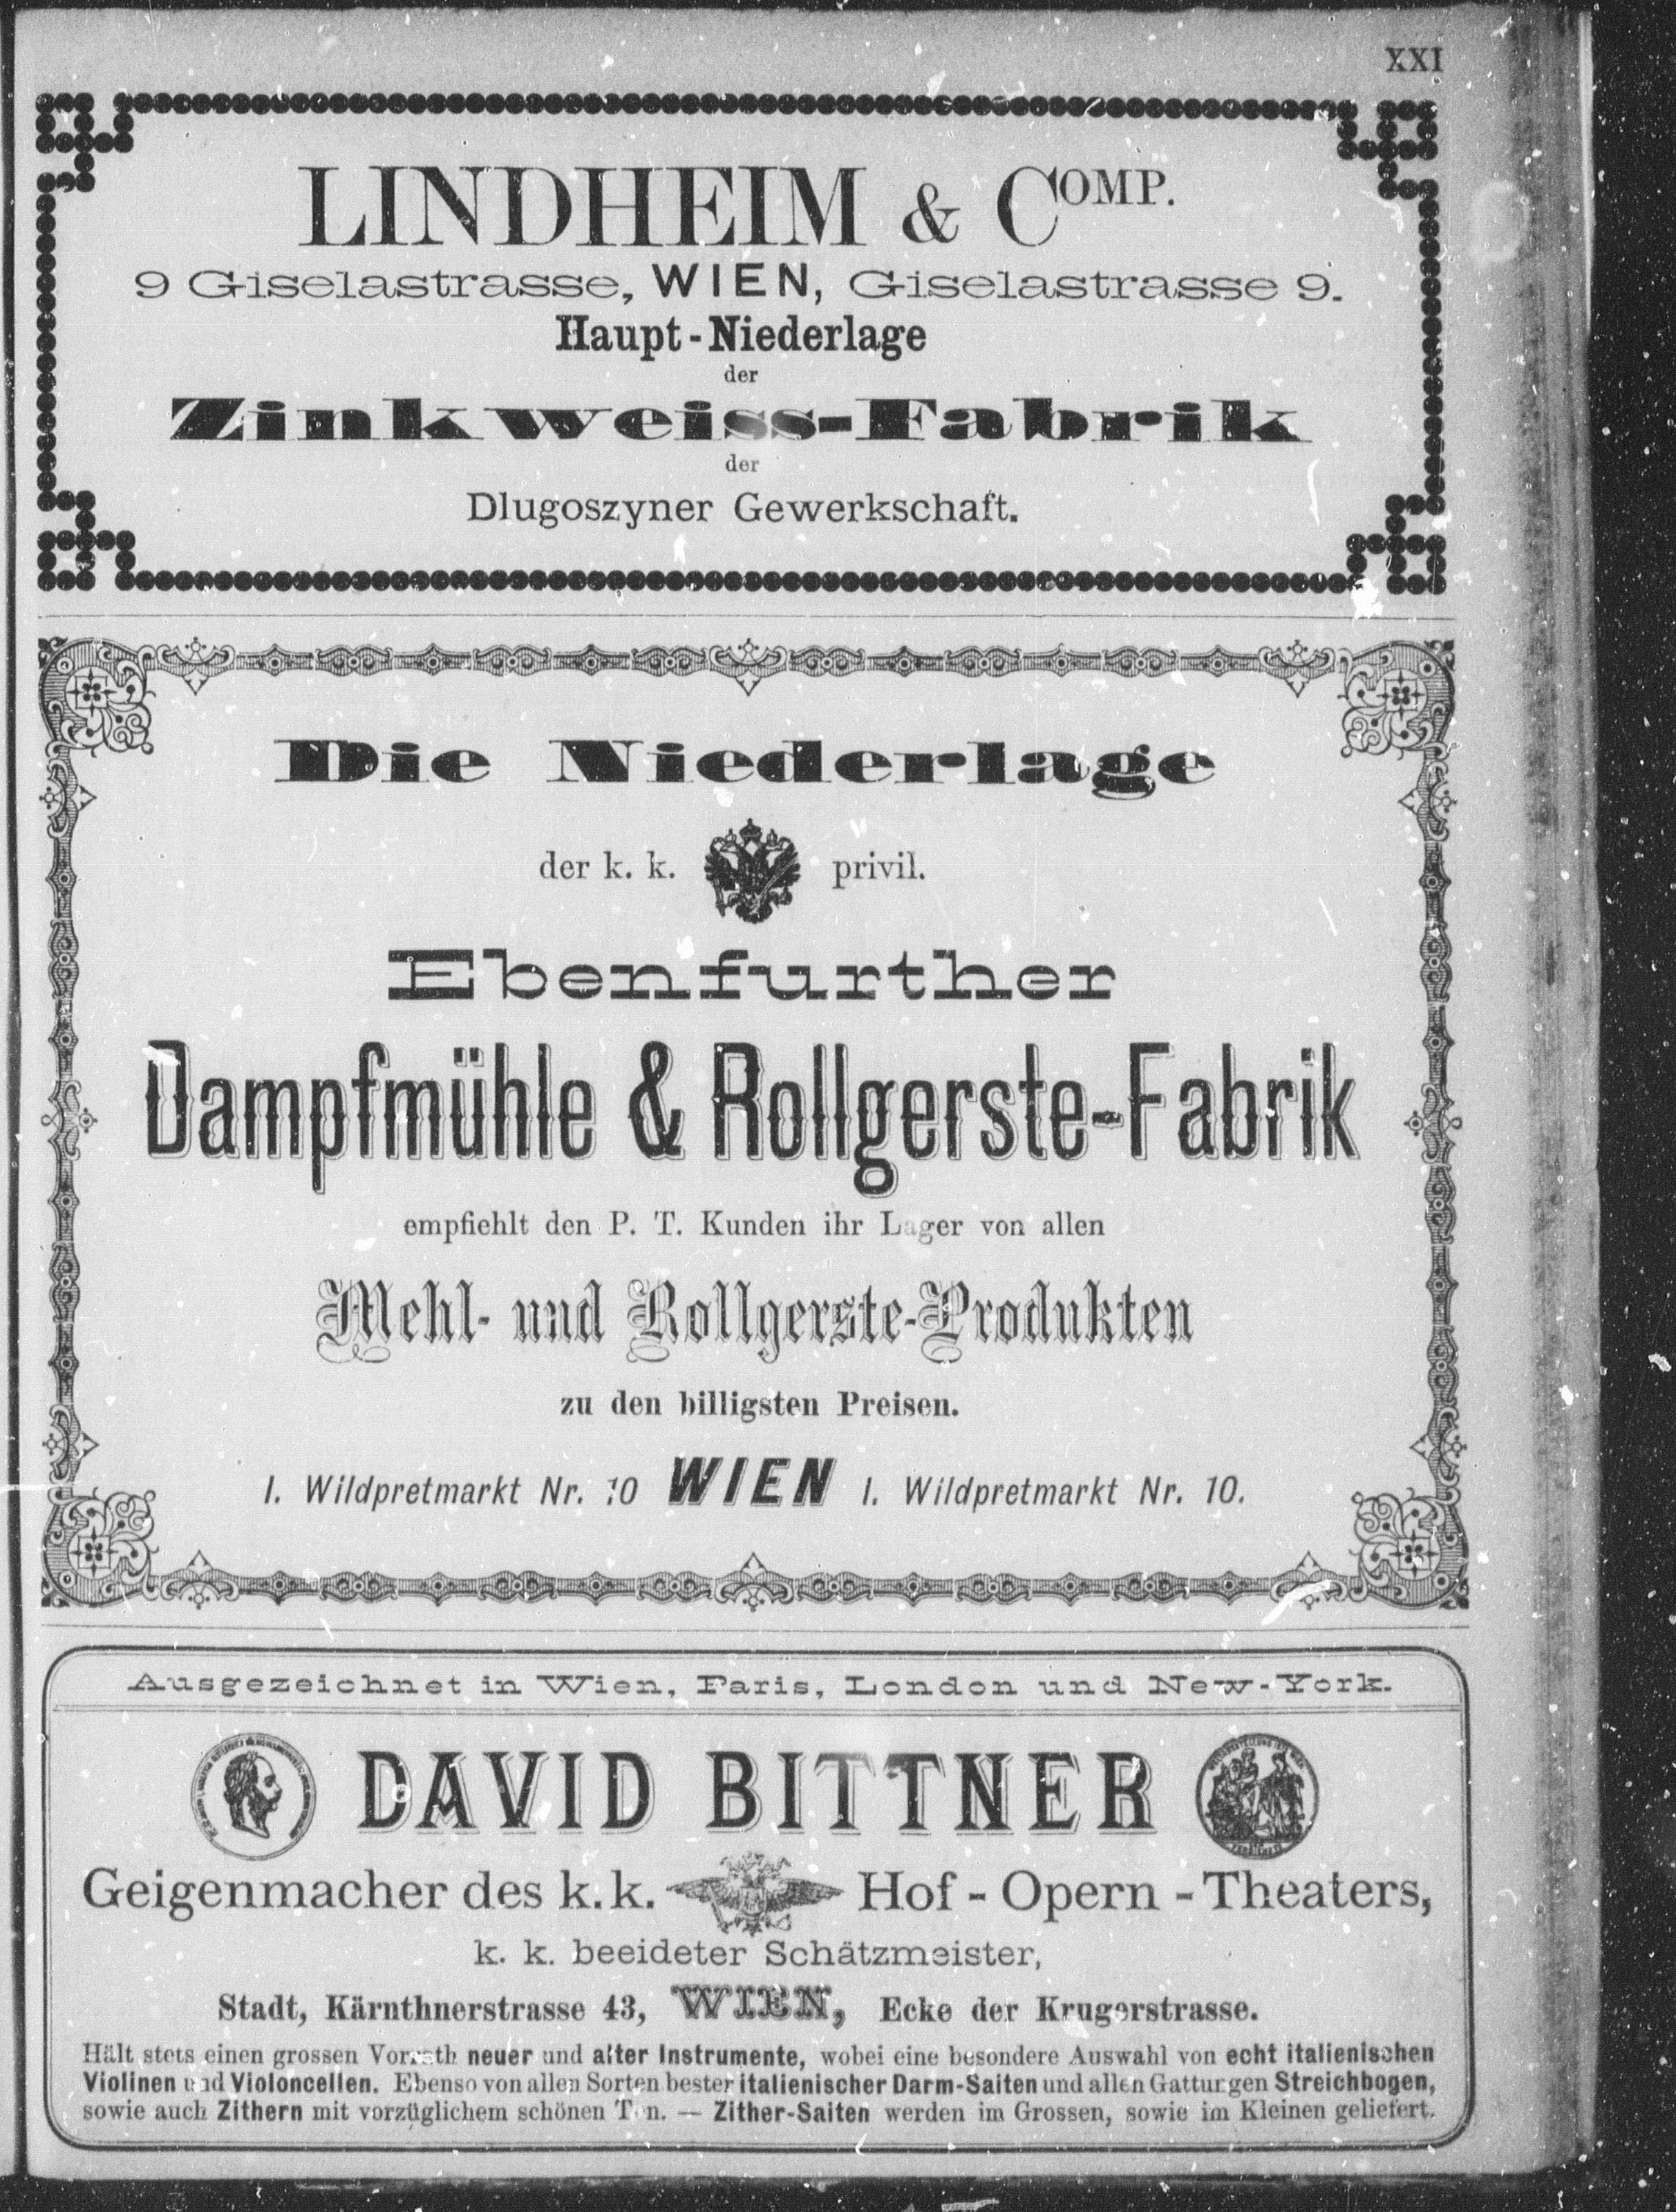 XXI
LINDHEIM & COMP.
9 Giselastrasse, WIEN, Giselastrasse 9.
Haupt-Niederlage
der
Zinkweiss-Fabrik
der
Dlugoszyner Gewerkschaft.
Die Niederlage
der k. k. privil.
Ebenfurther
Dampfmühle & Rollgerste-Fabrik
empfiehlt den P. T. Kunden ihr Lager von allen
Mehl- und Rollgerste-Produkten
zu den billigsten Preisen.
I. Wildpretmarkt Nr. 10 WIEN I. Wildpretmarkt Nr. 10.
Ausgezeichnet in Wien, Paris, London und New-York.
DAVID BITTNER
Geigenmacher des k. k. Hof-Opern-Theaters,
k. k. beeideter Schätzmeister,
Stadt, Kärnthnerstrasse 43, WIEN, Ecke der Krugerstrasse.
Hält stets einen grossen Vorrath neuer und alter Instrumente, wobei eine besondere Auswahl von echt italienischen
Violinen und Violoncellen. Ebenso von allen Sorten bester italienischer Darm-Saiten und allen Gattungen Streichbogen,
sowie auch Zithern mit vorzüglichem schönen Ton. — Zither-Saiten werden im Grossen, sowie im Kleinen geliefert.